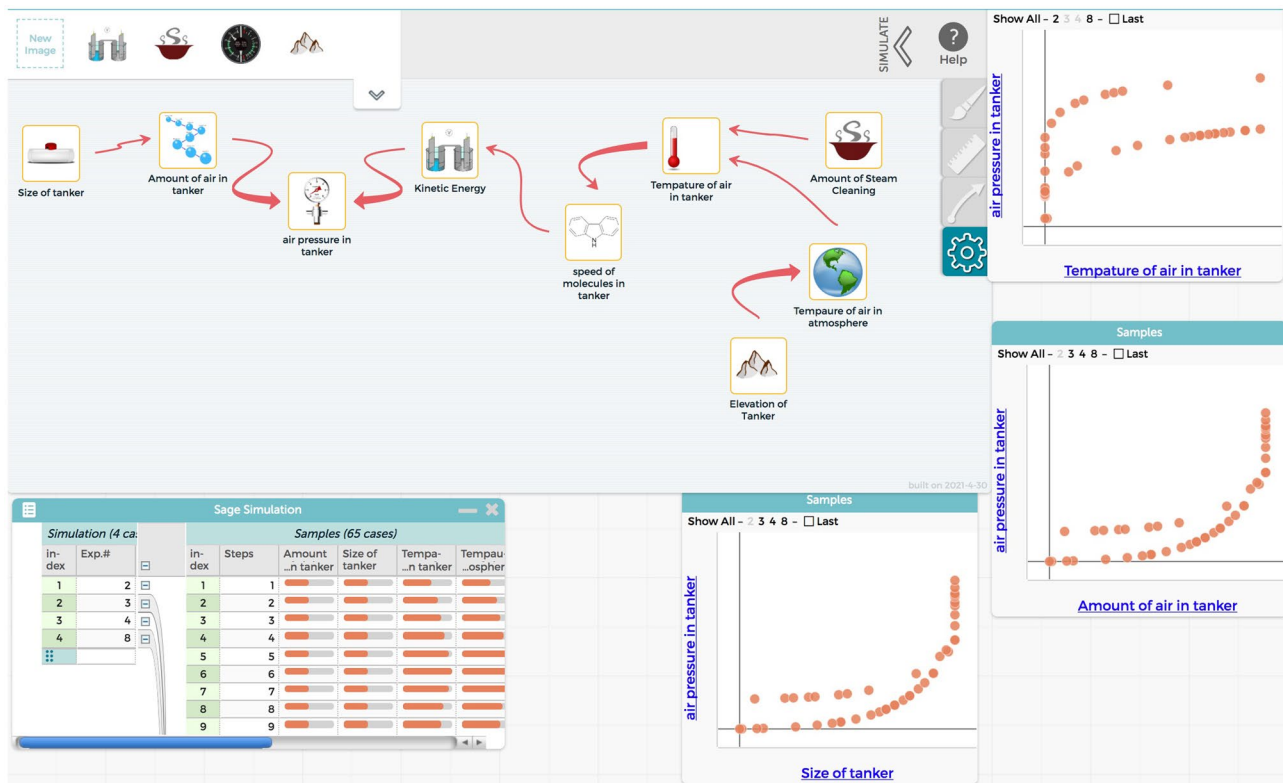 New
Image
SIMULATE
?
Help
Size of tanker
Amount of air in
tanker
air pressure in
tanker
Kinetic Energy
speed of
molecules in
tanker
N
H
Tempature of air
in tanker
Amount of Steam
Cleaning
Tempaure of air in
atmosphere
Elevation of
Tanker
built on 2021-4-30
Show All - 2 3 4 8 - Last
air pressure in tanker
Tempature of air in tanker
Samples
Show All - 2 3 4 8 - Last
air pressure in tanker
Amount of air in tanker
Sage Simulation
Simulation (4 ca
Samples (65 cases)
in-
dex
Exp.#
in-
dex
Steps
Amount
...n tanker
Size of
tanker
Tempa-
...n tanker
Tempau-
...ospher
1 2 1 1
2 3 2 2
3 4 3 3
4 8 4 4
5 5
6 6
7 7
8 8
9 9
Samples
Show All - 2 3 4 8 - Last
air pressure in tanker
Size of tanker